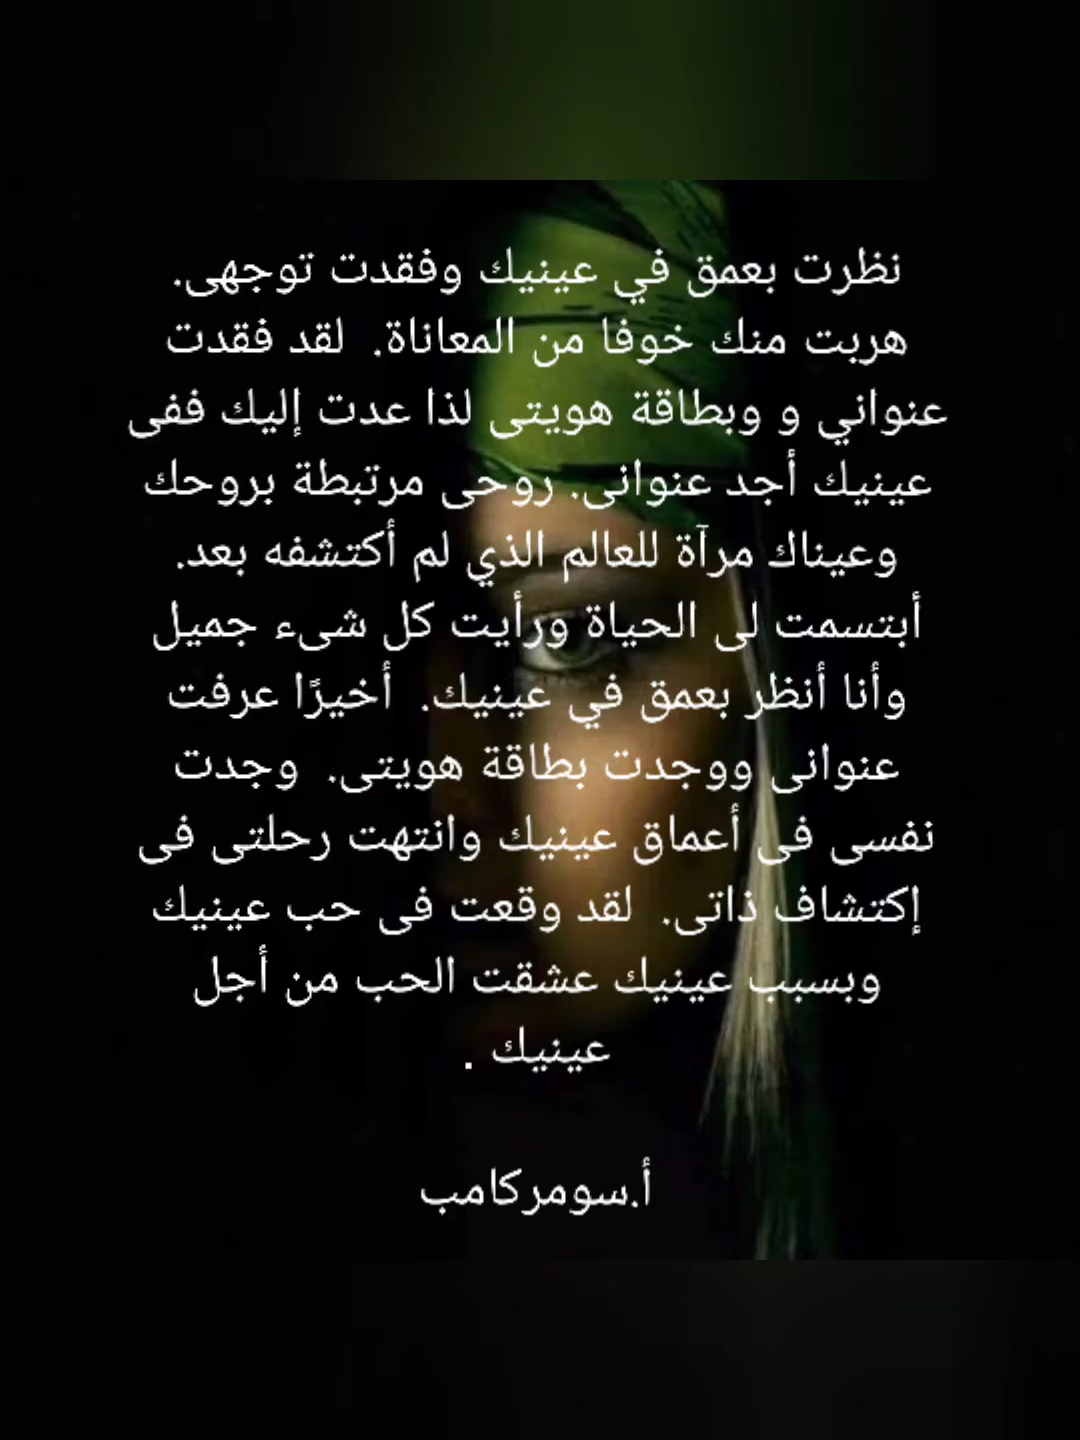 نظرت بعمق في عينيك وفقدت توجهى.
هربت منك خوفا من المعاناة. لقد فقدت
عنواني و وبطاقة هويتى لذا عدت إليك ففى
عينيك أجد عنوانى. روحى مرتبطة بروحك
وعيناك مرآة للعالم الذي لم أكتشفه بعد.
أبتسمت لى الحياة ورأيت كل شىء جميل
وأنا أنظر بعمق في عينيك. أخيرًا عرفت
عنوانى ووجدت بطاقة هويتى. وجدت
نفسى فى أعماق عينيك وانتهت رحلتى فى
إكتشاف ذاتى. لقد وقعت فى حب عينيك
وبسبب عينيك عشقت الحب من أجل
عينيك .
أ.سومركامب